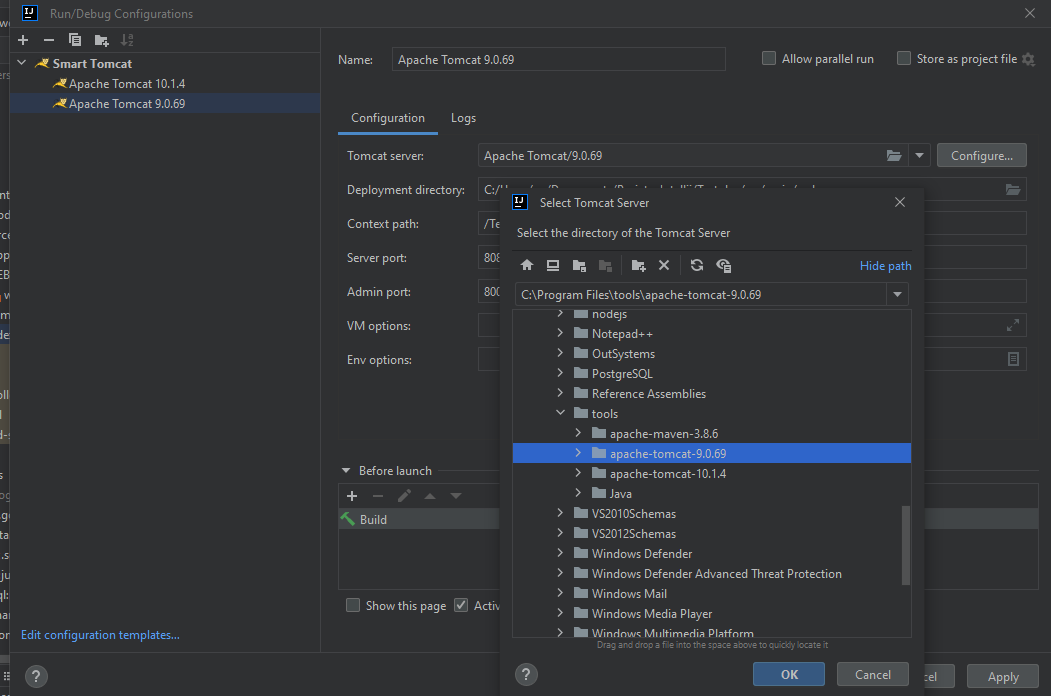 Run/Debug Configurations
Smart Tomcat
Apache Tomcat 10.1.4
Apache Tomcat 9.0.69
Edit configuration templates...
Name:
Apache Tomcat 9.0.69
Allow parallel run
Store as project file
Configuration
Logs
Tomcat server:
Apache Tomcat/9.0.69
Configure...
Deployment directory:
Context path:
/Te
Server port:
808
Admin port:
800
VM options:
Env options:
Before launch
Build
Show this page
Activ
Select Tomcat Server
Select the directory of the Tomcat Server
Hide path
C:\Program Files\tools\apache-tomcat-9.0.69
nodejs
Notepad++
OutSystems
PostgreSQL
Reference Assemblies
tools
apache-maven-3.8.6
apache-tomcat-9.0.69
apache-tomcat-10.1.4
Java
VS2010Schemas
VS2012Schemas
Windows Defender
Windows Defender Advanced Threat Protection
Windows Mail
Windows Media Player
Windows Multimedia Platform
Drag and drop a file into the space above to quickly locate it
OK
Cancel
cel
Apply